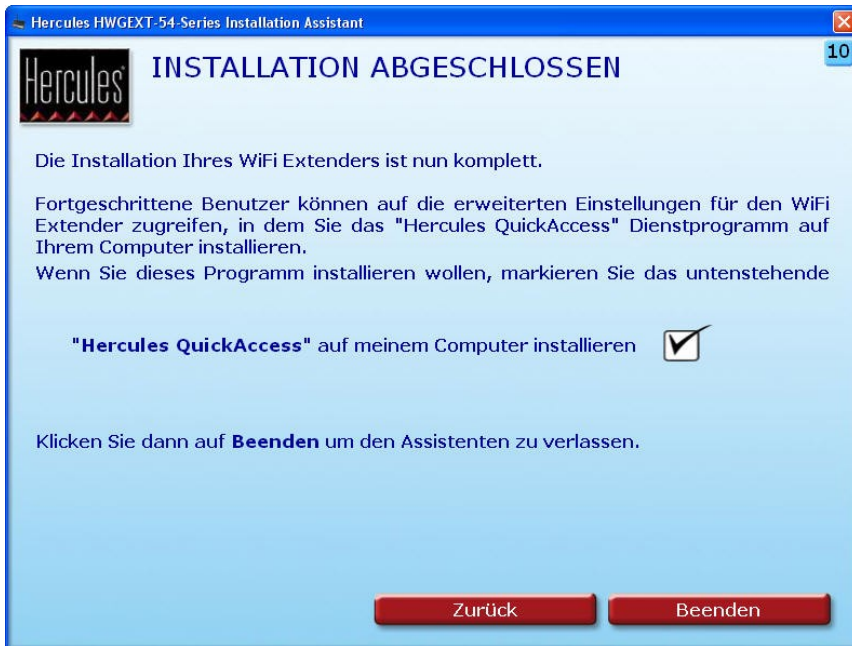 Hercules HWGEXT-54-Series Installation Assistant
10
Hercules
INSTALLATION ABGESCHLOSSEN
Die Installation Ihres WiFi Extenders ist nun komplett.
Fortgeschrittene Benutzer können auf die erweiterten Einstellungen für den WiFi
Extender zugreifen, in dem Sie das "Hercules QuickAccess" Dienstprogramm auf
Ihrem Computer installieren.
Wenn Sie dieses Programm installieren wollen, markieren Sie das untenstehende
"Hercules QuickAccess" auf meinem Computer installieren
Klicken Sie dann auf Beenden um den Assistenten zu verlassen.
Zurück
Beenden